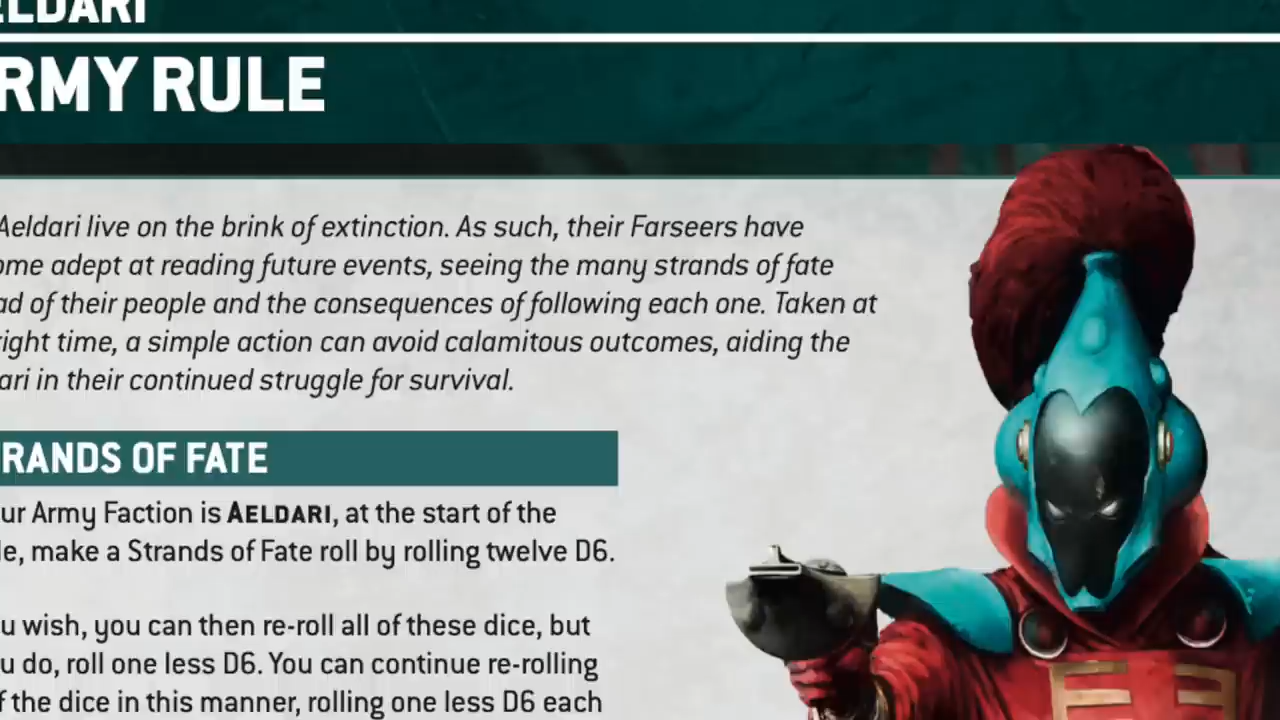 ELDARI
RMY RULE
Aeldari live on the brink of extinction. As such, their Farseers have
ome adept at reading future events, seeing the many strands of fate
ad of their people and the consequences of following each one. Taken at
right time, a simple action can avoid calamitous outcomes, aiding the
ari in their continued struggle for survival.
RANDS OF FATE
ur Army Faction is AELDARI, at the start of the
le, make a Strands of Fate roll by rolling twelve D6.
u wish, you can then re-roll all of these dice, but
u do, roll one less D6. You can continue re-rolling
f the dice in this manner, rolling one less D6 each